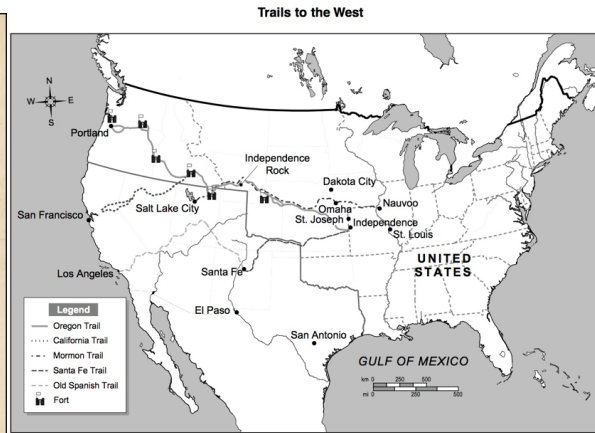 Trails to the West
N
W E
S
Portland
Independence
Rock
Dakota City
Nauvoo
Omaha
San Francisco
Salt Lake City
St. Joseph
Independence
St. Louis
UNITED
STATES
Los Angeles
Santa Fe
El Paso
San Antonio
GULF OF MEXICO
Legend
Oregon Trail
California Trail
Mormon Trail
Santa Fe Trail
Old Spanish Trail
Fort
km 0 250 500
mi 0 250 500